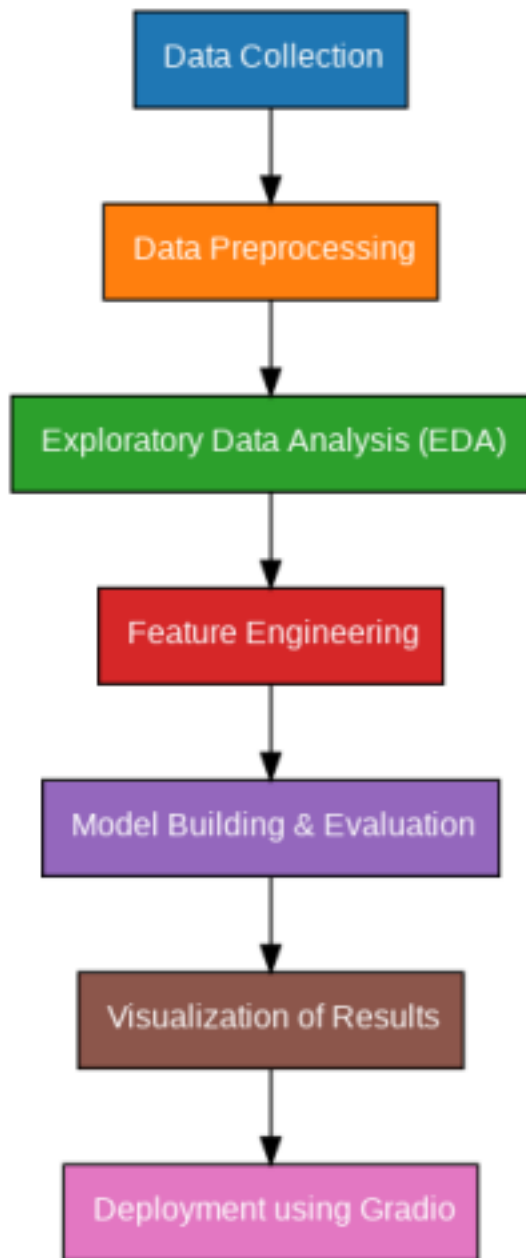 Data Collection
Data Preprocessing
Exploratory Data Analysis (EDA)
Feature Engineering
Model Building & Evaluation
Visualization of Results
Deployment using Gradio